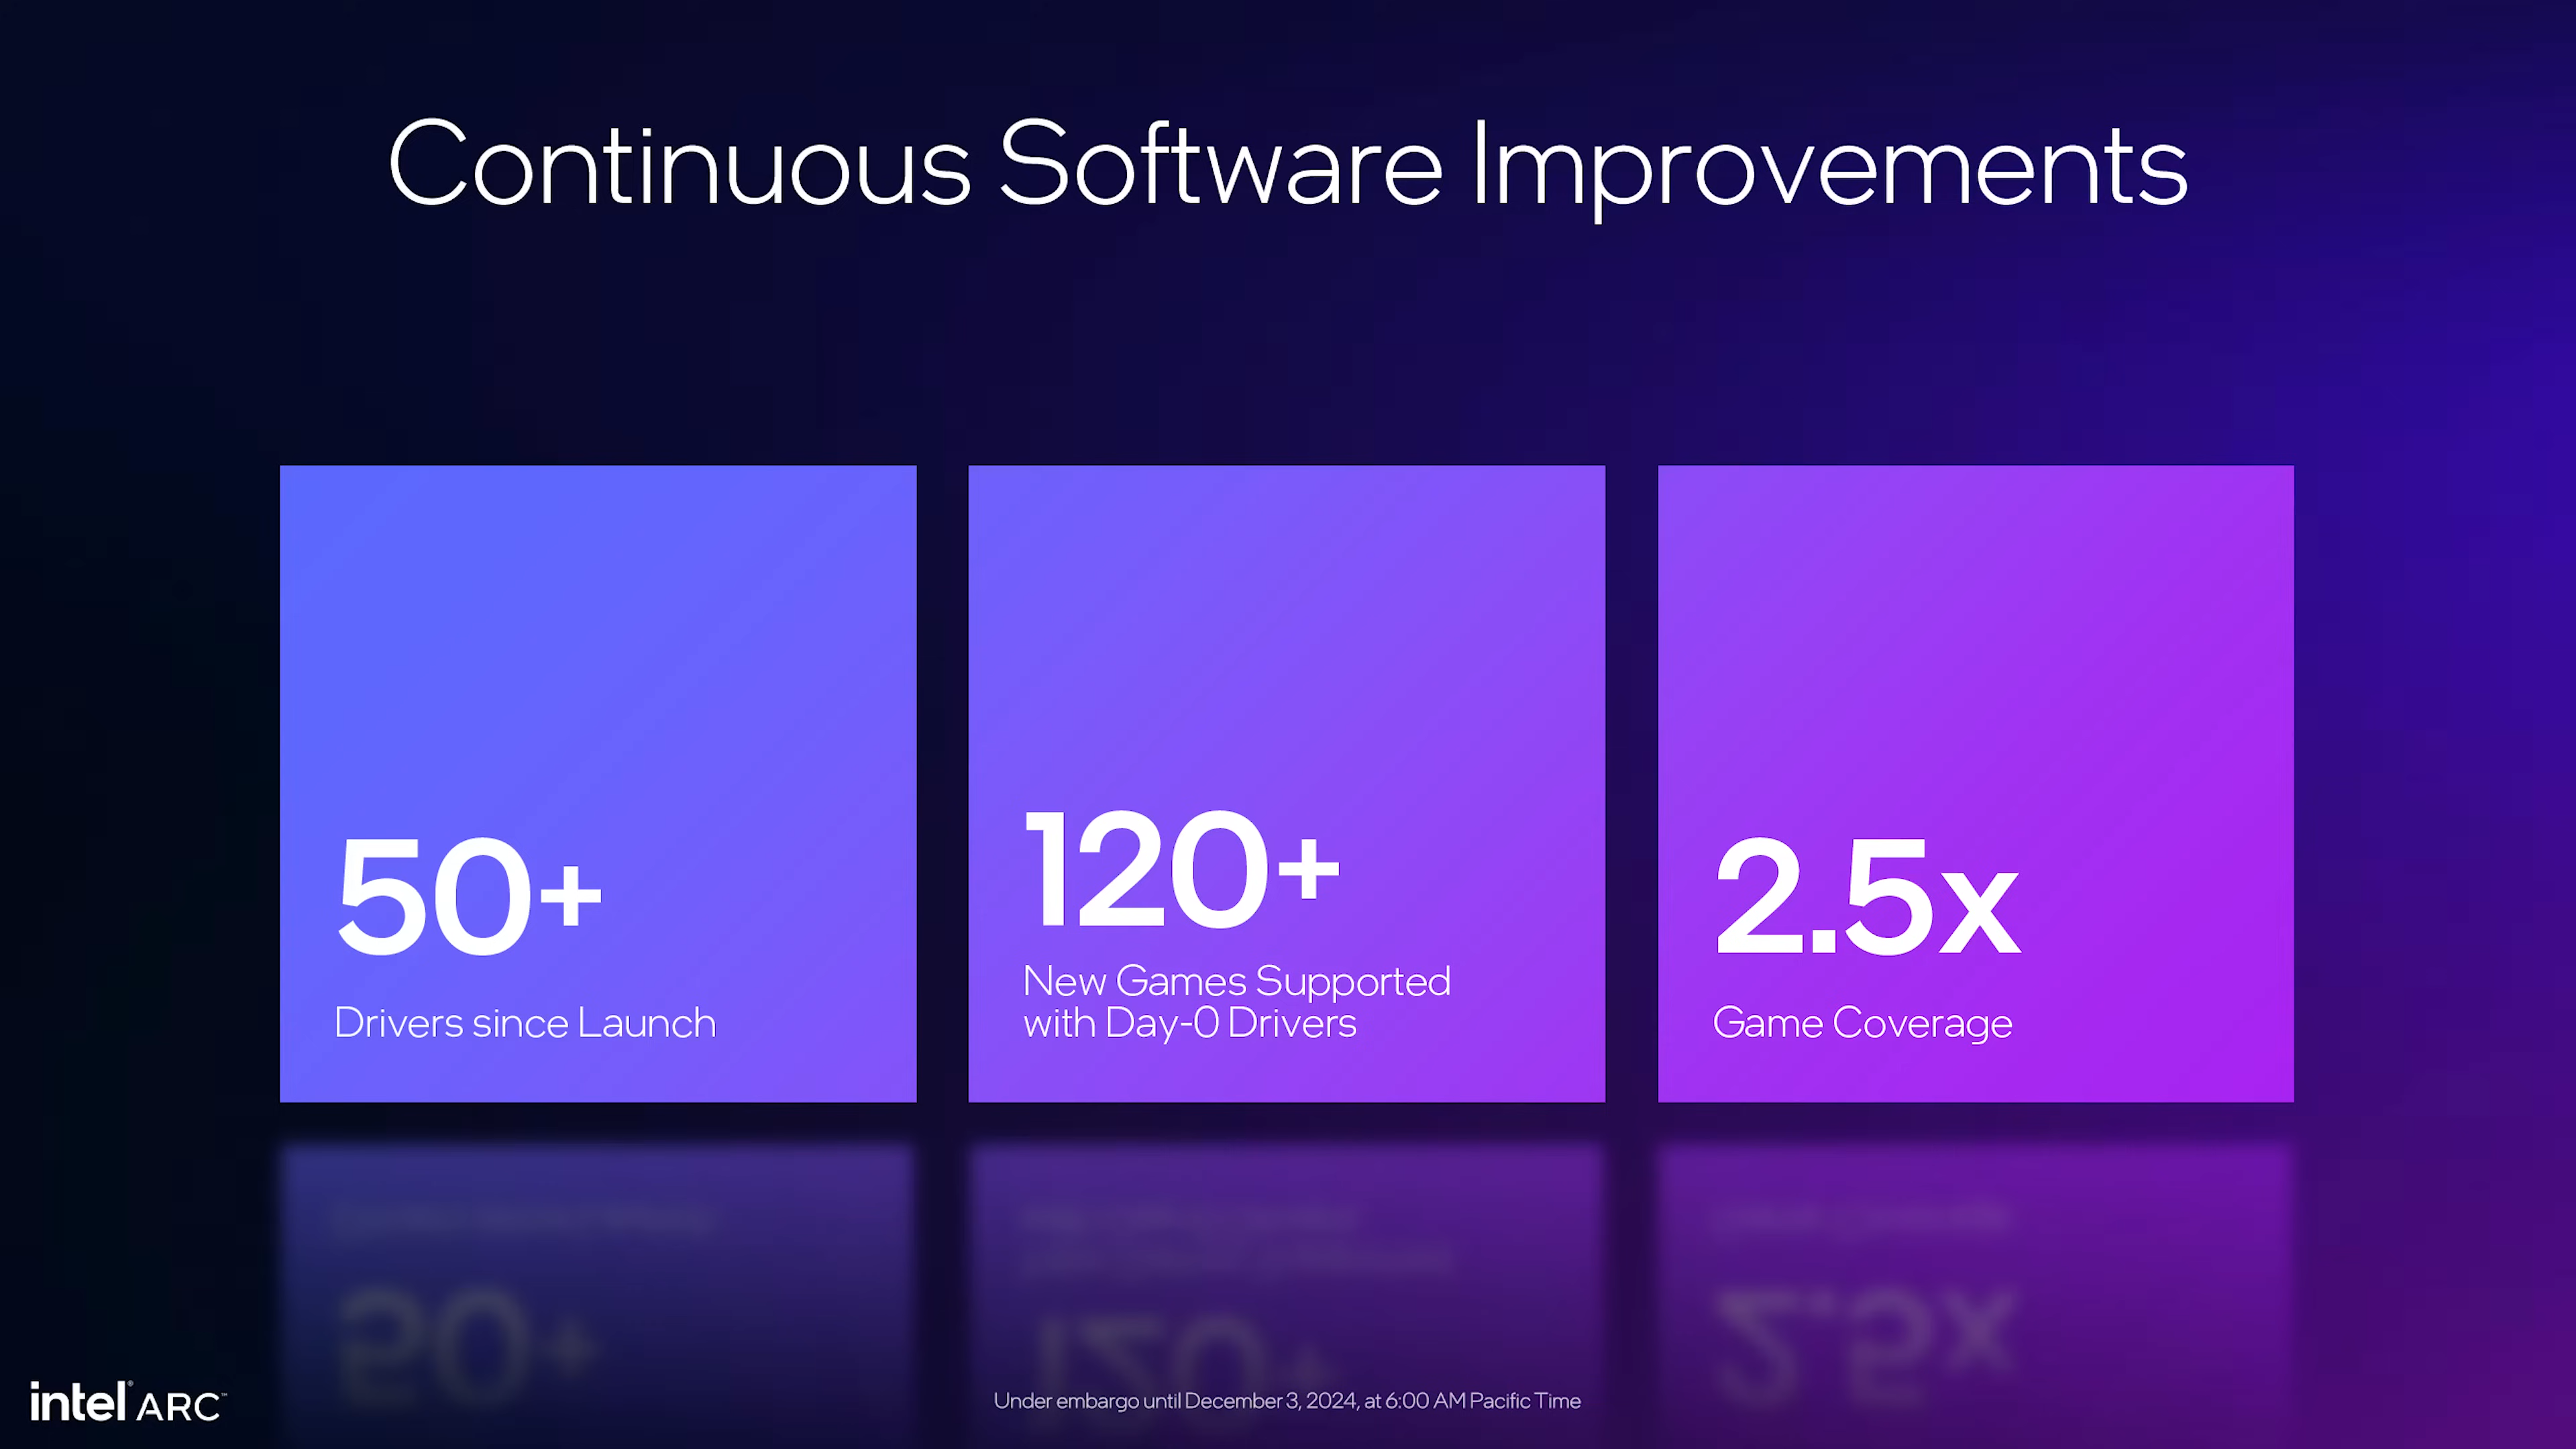 Continuous Software Improvements
50+
Drivers since Launch
120+
New Games Supported
with Day-0 Drivers
2.5x
Game Coverage
intel® ARC™
Under embargo until December 3, 2024, at 6:00 AM Pacific Time